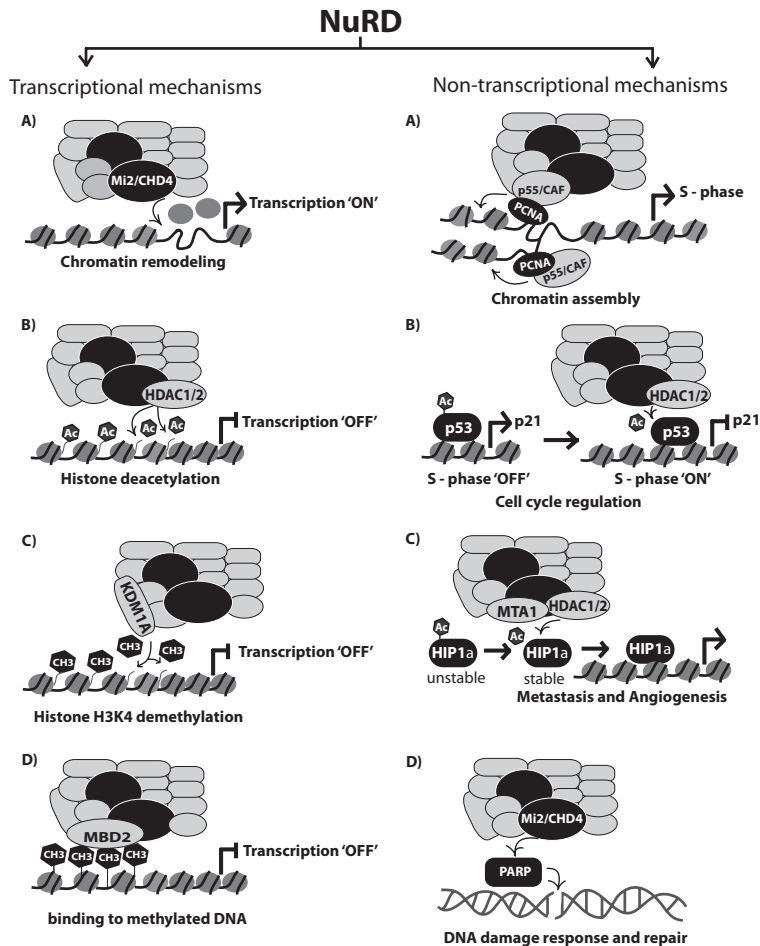 NuRD
Transcriptional mechanisms
A)
Mi2/CHD4
Transcription ‘ON’
Chromatin remodeling
B)
HDAC1/2
Ac
Ac
Ac
Ac
Transcription ‘OFF’
Histone deacetylation
C)
KDM1A
CH3
CH3
CH3
CH3
Transcription ‘OFF’
Histone H3K4 demethylation
D)
MBD2
CH3
CH3
CH3
CH3
Transcription ‘OFF’
binding to methylated DNA
Non-transcriptional mechanisms
A)
p55/CAF
PCNA
S - phase
PCNA
p55/CAF
Chromatin assembly
B)
HDAC1/2
Ac
p53
p21
Ac
p53
p21
S - phase ‘OFF’
S - phase ‘ON’
Cell cycle regulation
C)
MTA1
HDAC1/2
Ac
HIP1a
unstable
Ac
HIP1a
stable
HIP1a
Metastasis and Angiogenesis
D)
Mi2/CHD4
PARP
DNA damage response and repair